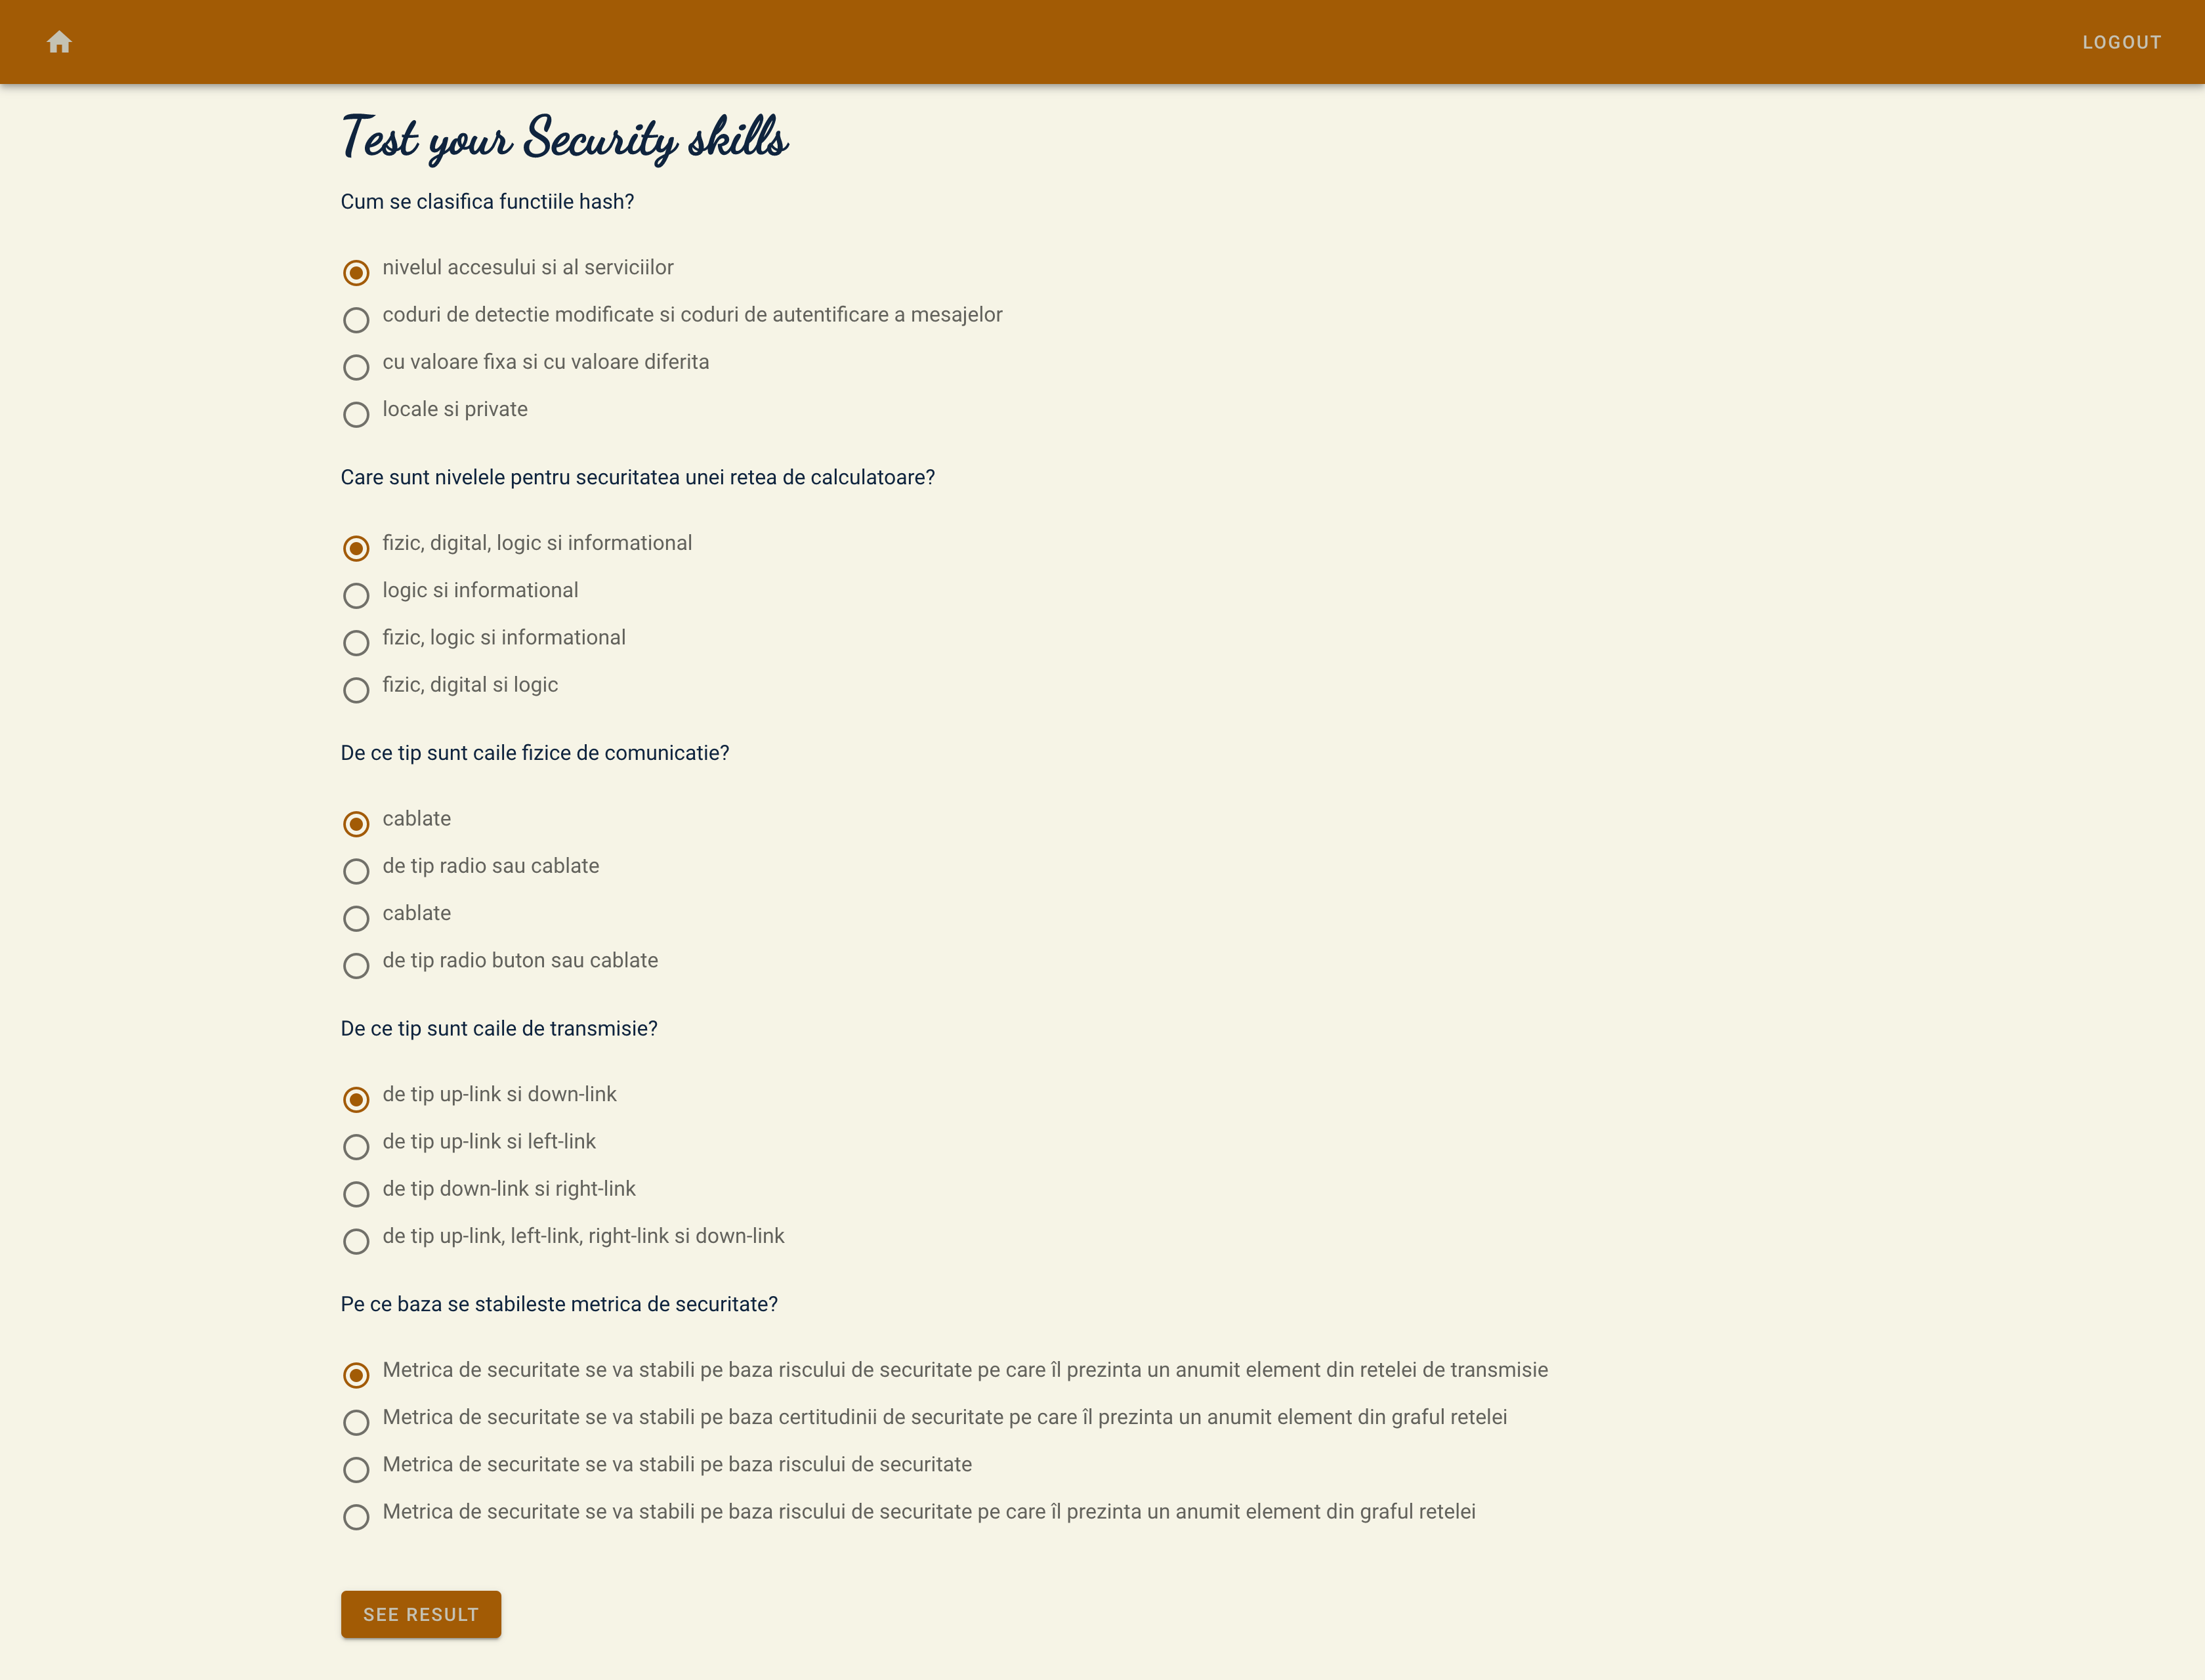 LOGOUT
Test your Security skills
Cum se clasifica functiile hash?
nivelul accesului si al serviciilor
coduri de detectie modificate si coduri de autentificare a mesajelor
cu valoare fixa si cu valoare diferita
locale si private
Care sunt nivelele pentru securitatea unei retea de calculatoare?
fizic, digital, logic si informational
logic si informational
fizic, logic si informational
fizic, digital si logic
De ce tip sunt caile fizice de comunicatie?
cablate
de tip radio sau cablate
cablate
de tip radio buton sau cablate
De ce tip sunt caile de transmisie?
de tip up-link si down-link
de tip up-link si left-link
de tip down-link si right-link
de tip up-link, left-link, right-link si down-link
Pe ce baza se stabileste metrica de securitate?
Metrica de securitate se va stabili pe baza riscului de securitate pe care îl prezinta un anumit element din retelei de transmisie
Metrica de securitate se va stabili pe baza certitudinii de securitate pe care îl prezinta un anumit element din graful retelei
Metrica de securitate se va stabili pe baza riscului de securitate
Metrica de securitate se va stabili pe baza riscului de securitate pe care îl prezinta un anumit element din graful retelei
SEE RESULT